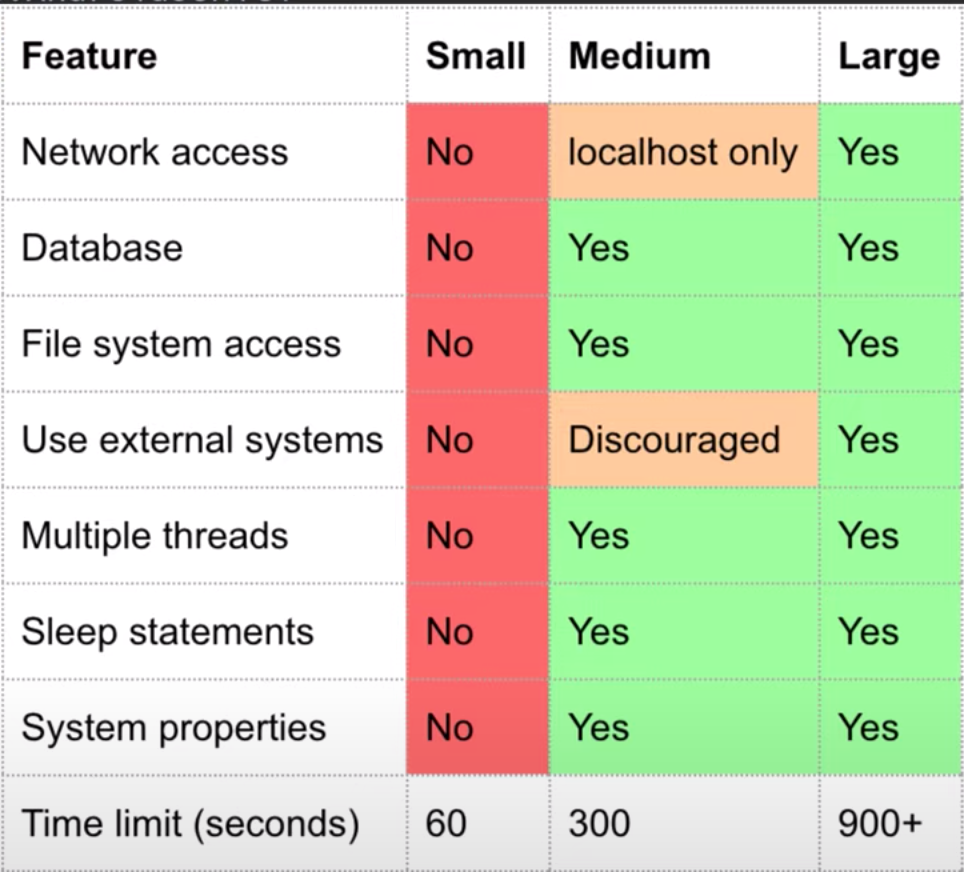 Feature Small Medium Large
Network access No localhost only Yes
Database No Yes Yes
File system access No Yes Yes
Use external systems No Discouraged Yes
Multiple threads No Yes Yes
Sleep statements No Yes Yes
System properties No Yes Yes
Time limit (seconds) 60 300 900+